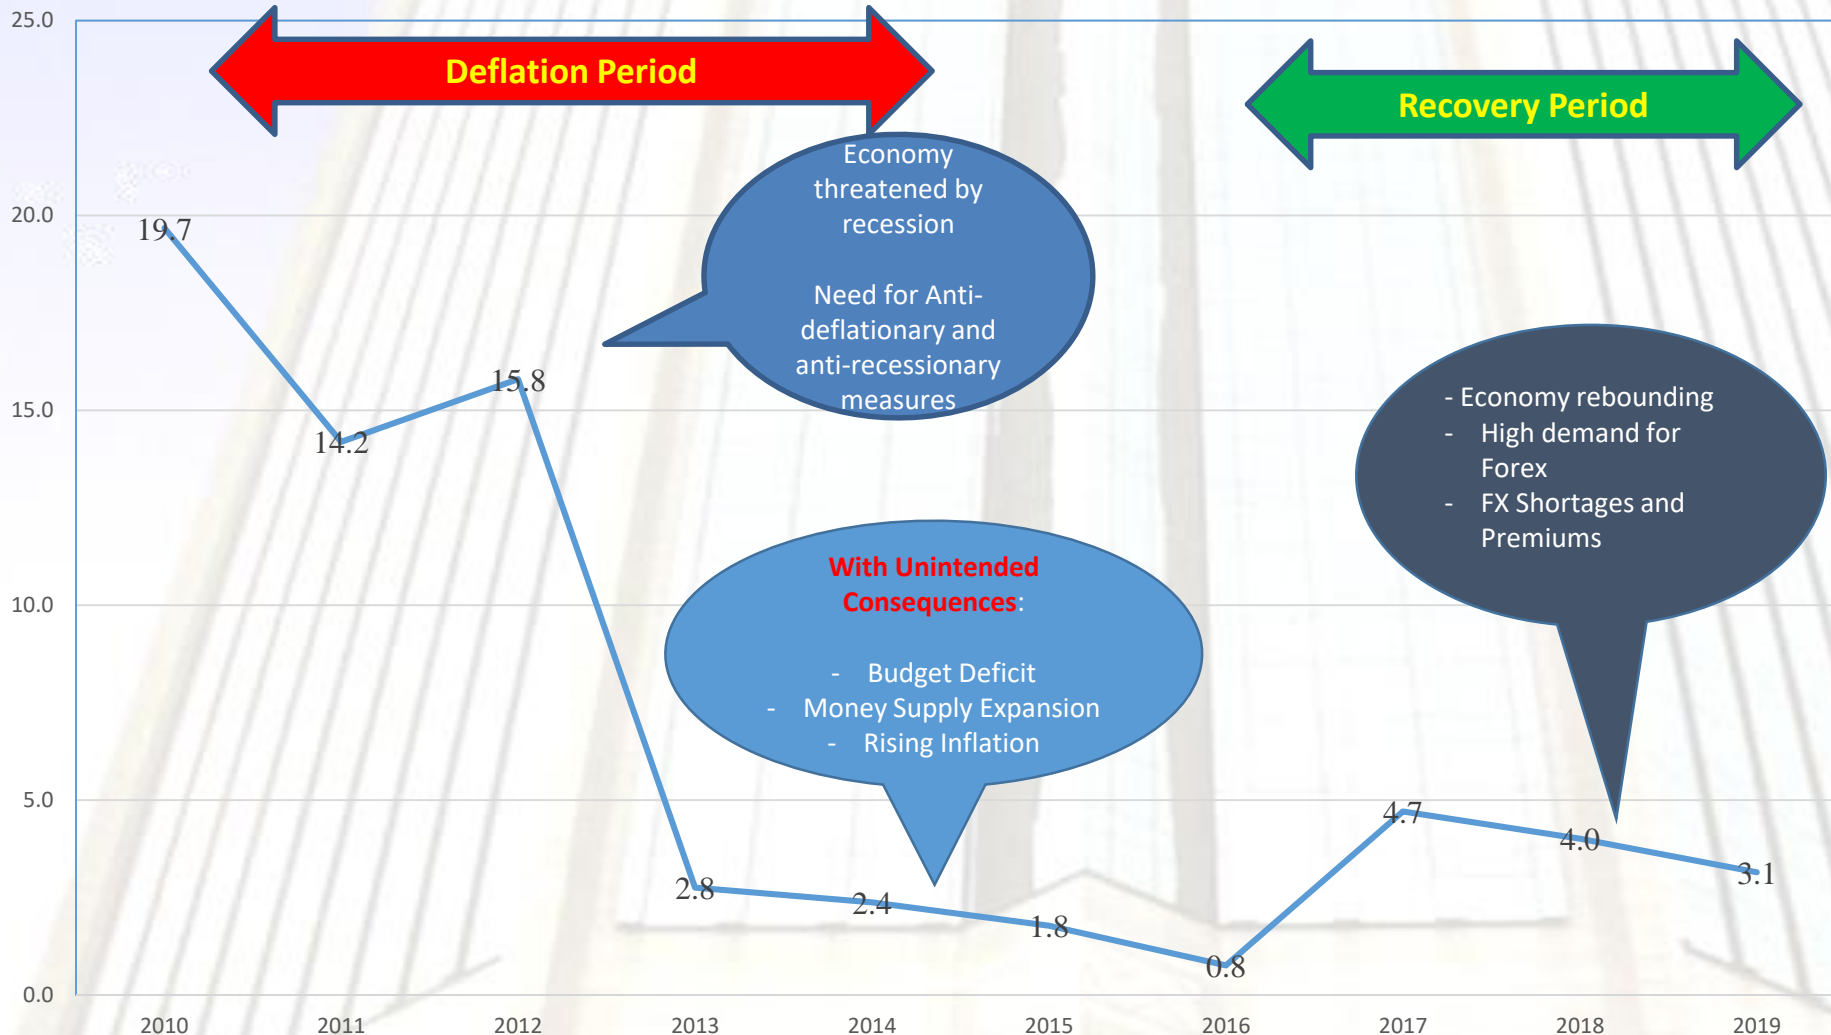 25.0
20.0
15.0
10.0
5.0
0.0
Deflation Period
Recovery Period
Economy
threatened by
recession
Need for Anti-
deflationary and
anti-recessionary
measures
- Economy rebounding
- High demand for
Forex
- FX Shortages and
Premiums
With Unintended
Consequences:
- Budget Deficit
- Money Supply Expansion
- Rising Inflation
19.7
14.2
15.8
2.8
2.4
1.8
0.8
4.7
4.0
3.1
2010
2011
2012
2013
2014
2015
2016
2017
2018
2019